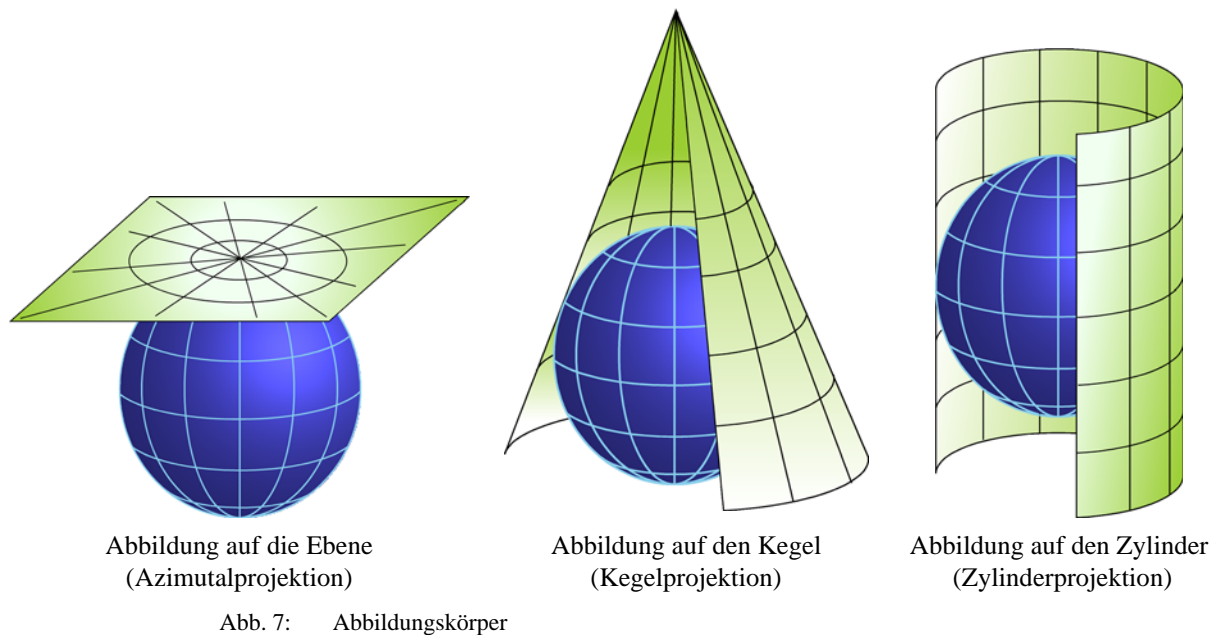 Abbildung auf die Ebene
(Azimutalprojektion)
Abbildung auf den Kegel
(Kegelprojektion)
Abbildung auf den Zylinder
(Zylinderprojektion)
Abb. 7: Abbildungskörper